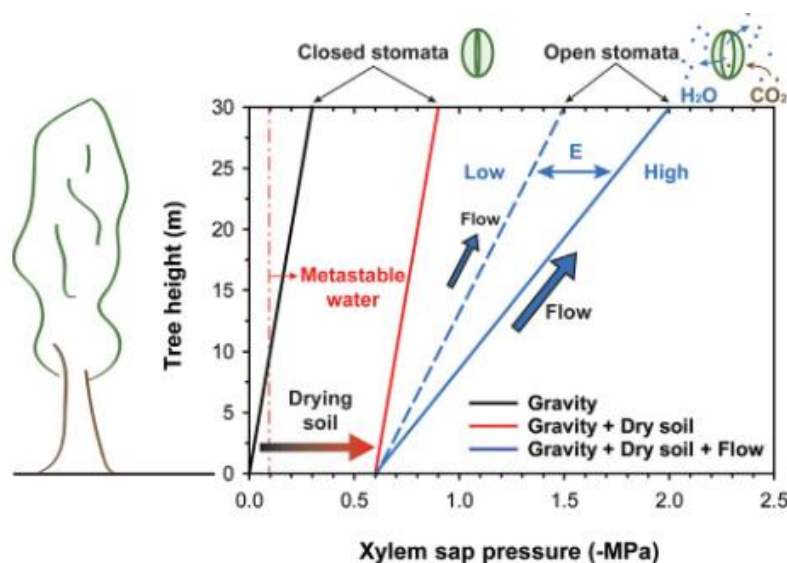 Closed stomata
Open stomata
H₂O
CO₂
30
25
20
15
10
5
0
Tree height (m)
Low
E
High
Flow
Metastable
water
Flow
Drying
soil
Gravity
Gravity + Dry soil
Gravity + Dry soil + Flow
0.0
0.5
1.0
1.5
2.0
2.5
Xylem sap pressure (-MPa)